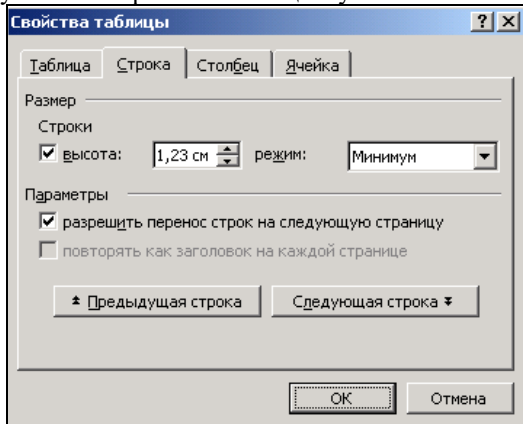 Свойства таблицы
Таблица Строка Столбец Ячейка
Размер
Строки
высота: 1,23 см режим: Минимум
Параметры
разрешить перенос строк на следующую страницу
повторять как заголовок на каждой странице
Предыдущая строка Следующая строка
ОК Отмена